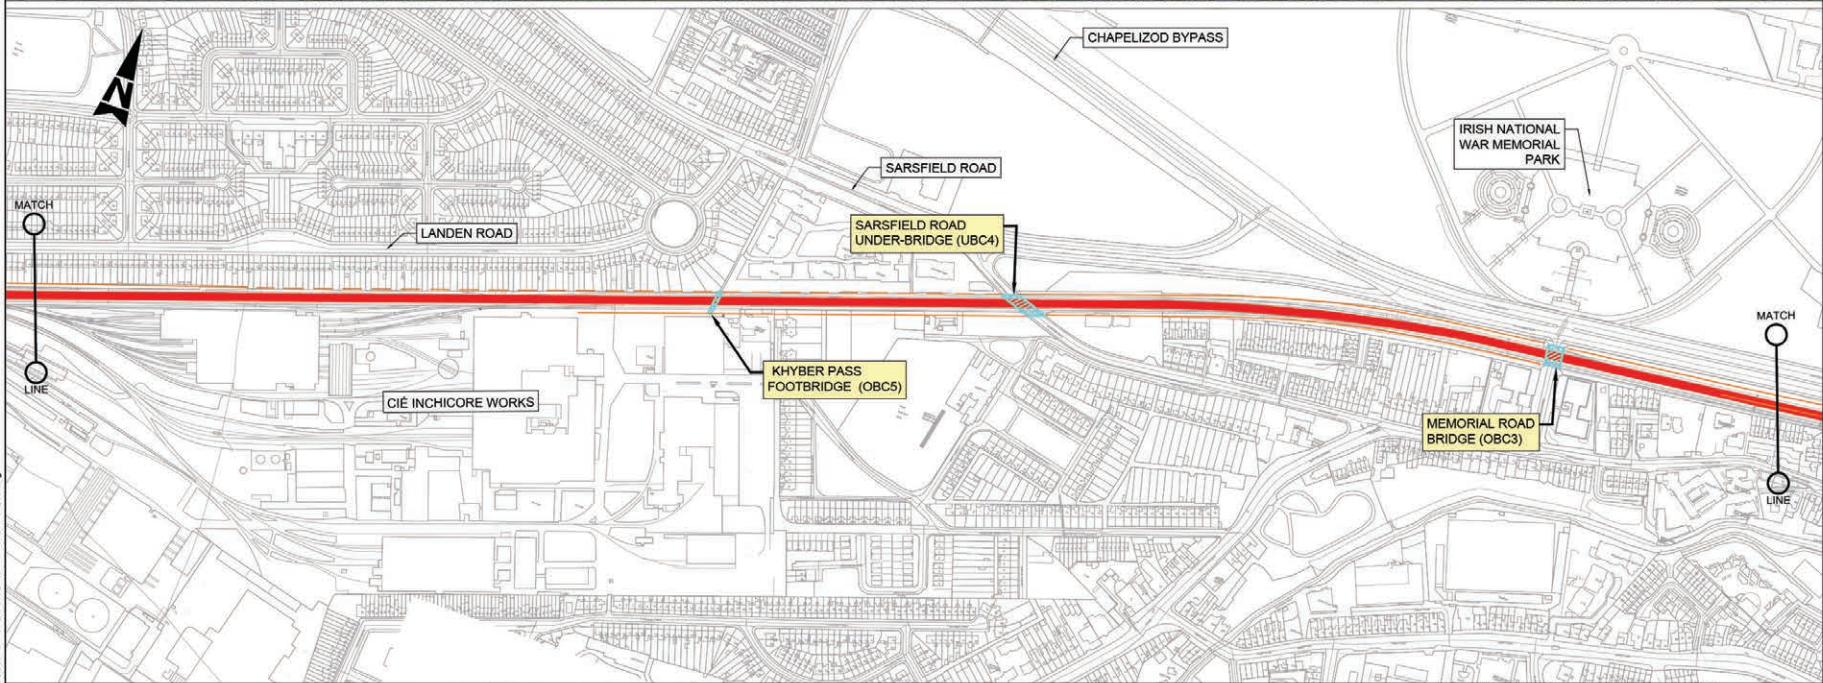 CHAPELIZOD BYPASS
N
IRISH NATIONAL
WAR MEMORIAL
PARK
SARSFIELD ROAD
MATCH
LANDEN ROAD
SARSFIELD ROAD
UNDER-BRIDGE (UBC4)
MATCH
LINE
KHYBER PASS
FOOTBRIDGE (OBC5)
CIÉ INCHICORE WORKS
MEMORIAL ROAD
BRIDGE (OBC3)
LINE